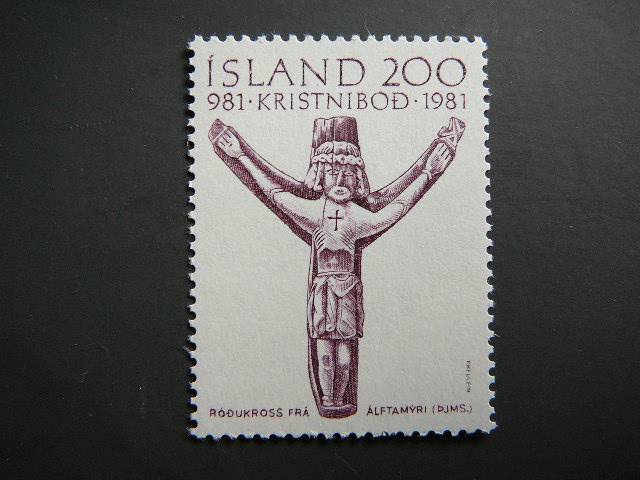 ÍSLAND 200
981 · KRISTNIBOÐ · 1981
RÓÐUKROSS FRÁ ÁLFTAMÝRI (ÞJMS.)